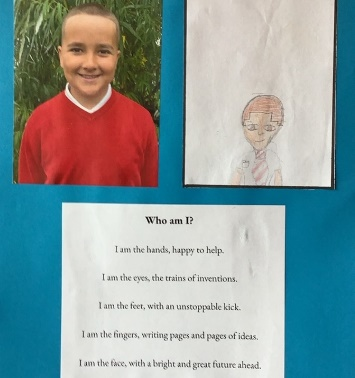 Who am I?
I am the hands, happy to help.
I am the eyes, the trains of inventions.
I am the feet, with an unstoppable kick.
I am the fingers, writing pages and pages of ideas.
I am the face, with a bright and great future ahead.